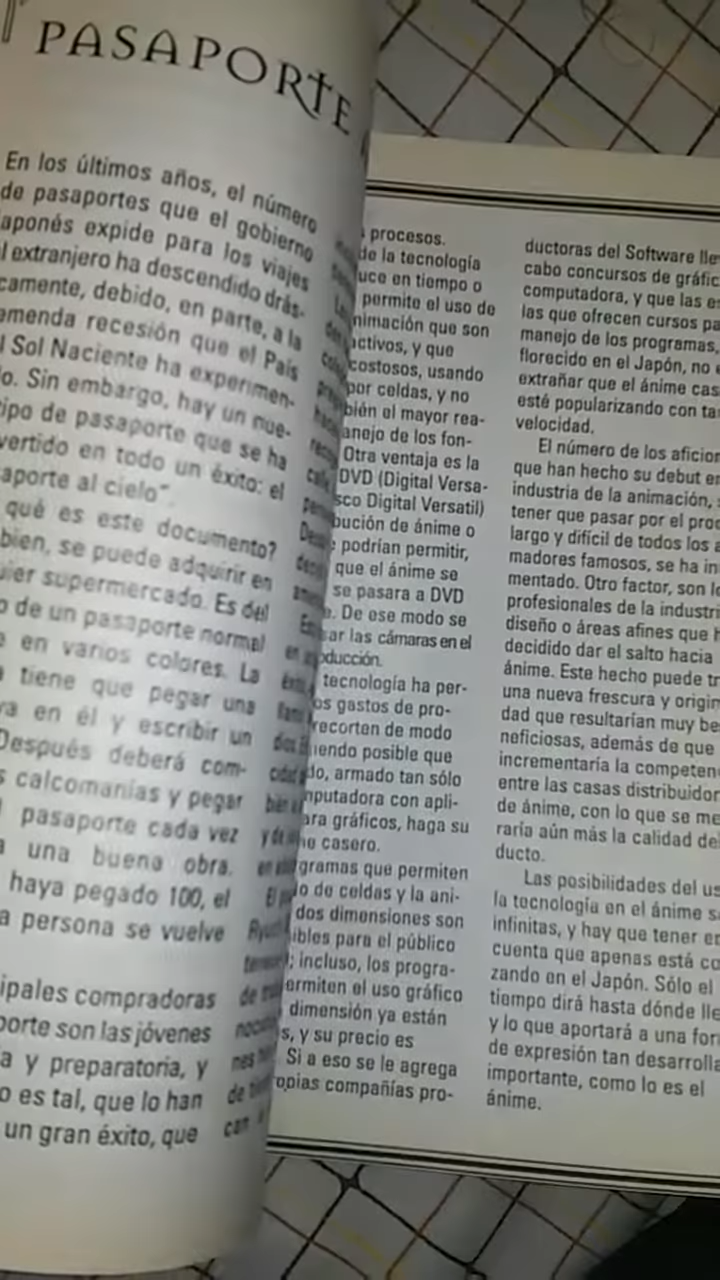 PASAPORTE
En los últimos años, el número
de pasaportes que el gobierno
aponés expide para los viajes
l extranjero ha descendido drás-
camente, debido, en parte, a la
emenda recesión que el País
l Sol Naciente ha experimen-
o. Sin embargo, hay un nue-
ipo de pasaporte que se ha
vertido en todo un éxito: el
aporte al cielo".
qué es este documento?
bien, se puede adquirir en
uier supermercado. Es del
o de un pasaporte normal
e en varios colores. La
a tiene que pegar una
va en él y escribir un
Después deberá com-
s calcomanías y pegar
l pasaporte cada vez
a una buena obra.
haya pegado 100, el
a persona se vuelve
ipales compradoras
porte son las jóvenes
a y preparatoria, y
o es tal, que lo han
un gran éxito, que
procesos.
de la tecnología
uce en tiempo o
permite el uso de
nimación que son
activos, y que
costosos, usando
por celdas, y no
bién el mayor rea-
anejo de los fon-
Otra ventaja es la
DVD (Digital Versa-
sco Digital Versatil)
bución de ánime o
podrían permitir,
que el ánime se
se pasara a DVD
e. De ese modo se
sar las cámaras en el
oducción.
tecnología ha per-
os gastos de pro-
recorten de modo
iendo posible que
do, armado tan sólo
mputadora con apli-
ara gráficos, haga su
ne casero.
gramas que permiten
o de celdas y la ani-
dos dimensiones son
ibles para el público
; incluso, los progra-
ermiten el uso gráfico
dimensión ya están
s, y su precio es
Si a eso se le agrega
opias compañías pro-
ductoras del Software lle
cabo concursos de gráfic
computadora, y que las es
las que ofrecen cursos pa
manejo de los programas,
florecido en el Japón, no e
extrañar que el ánime cas
esté popularizando con ta
velocidad.
El número de los aficior
que han hecho su debut en
industria de la animación, s
tener que pasar por el proc
largo y difícil de todos los a
madores famosos, se ha in
mentado. Otro factor, son lo
profesionales de la industri
diseño o áreas afines que h
decidido dar el salto hacia
ánime. Este hecho puede tr
una nueva frescura y origin
dad que resultarían muy be
neficiosas, además de que
incrementaría la competen
entre las casas distribuidor
de ánime, con lo que se me
raría aún más la calidad del
ducto.
Las posibilidades del us
la tecnología en el ánime s
infinitas, y hay que tener en
cuenta que apenas está co
zando en el Japón. Sólo el
tiempo dirá hasta dónde lle
y lo que aportará a una for
de expresión tan desarrolla
importante, como lo es el
ánime.